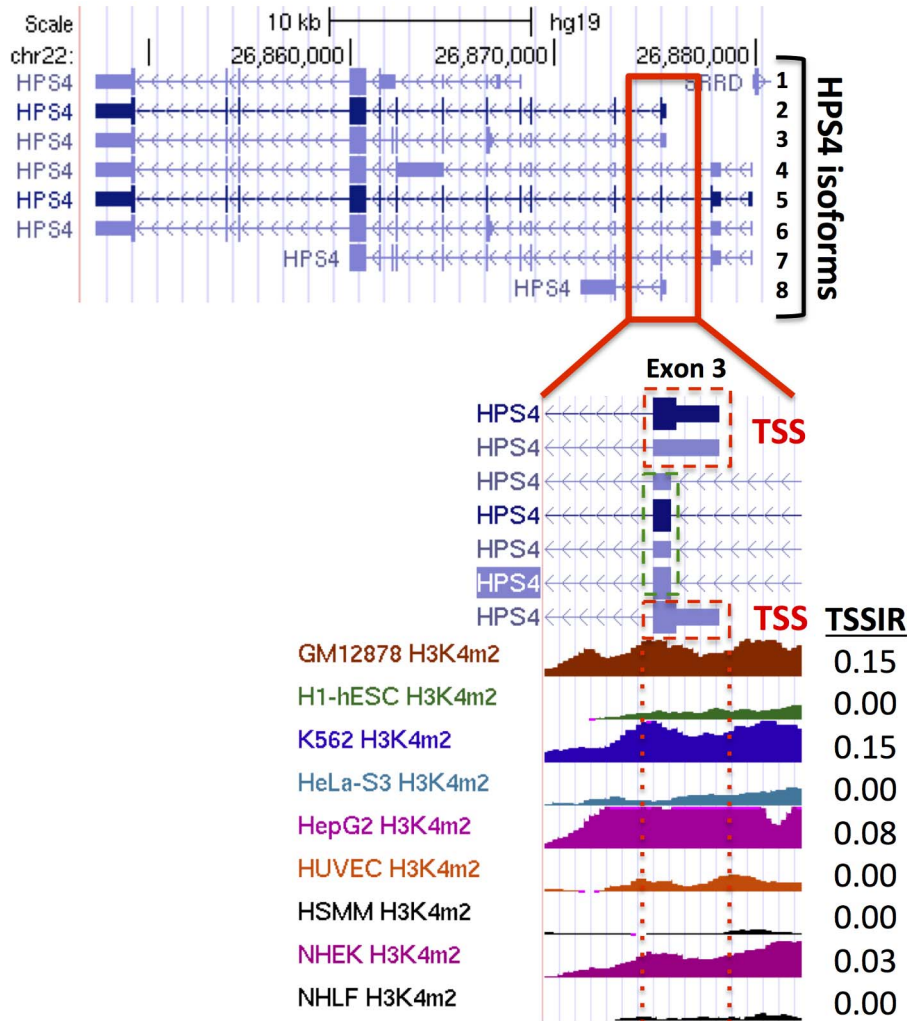 Scale 10 kb hg19
chr22: 26,860,000 26,870,000 26,880,000
HPS4 SRRD 1
HPS4 2
HPS4 3
HPS4 4
HPS4 5
HPS4 6
HPS4 7
HPS4 8
HPS4 isoforms
Exon 3
HPS4 TSS
HPS4
HPS4
HPS4
HPS4
HPS4
HPS4 TSS TSSIR
GM12878 H3K4m2 0.15
H1-hESC H3K4m2 0.00
K562 H3K4m2 0.15
HeLa-S3 H3K4m2 0.00
HepG2 H3K4m2 0.08
HUVEC H3K4m2 0.00
HSMM H3K4m2 0.00
NHEK H3K4m2 0.03
NHLF H3K4m2 0.00